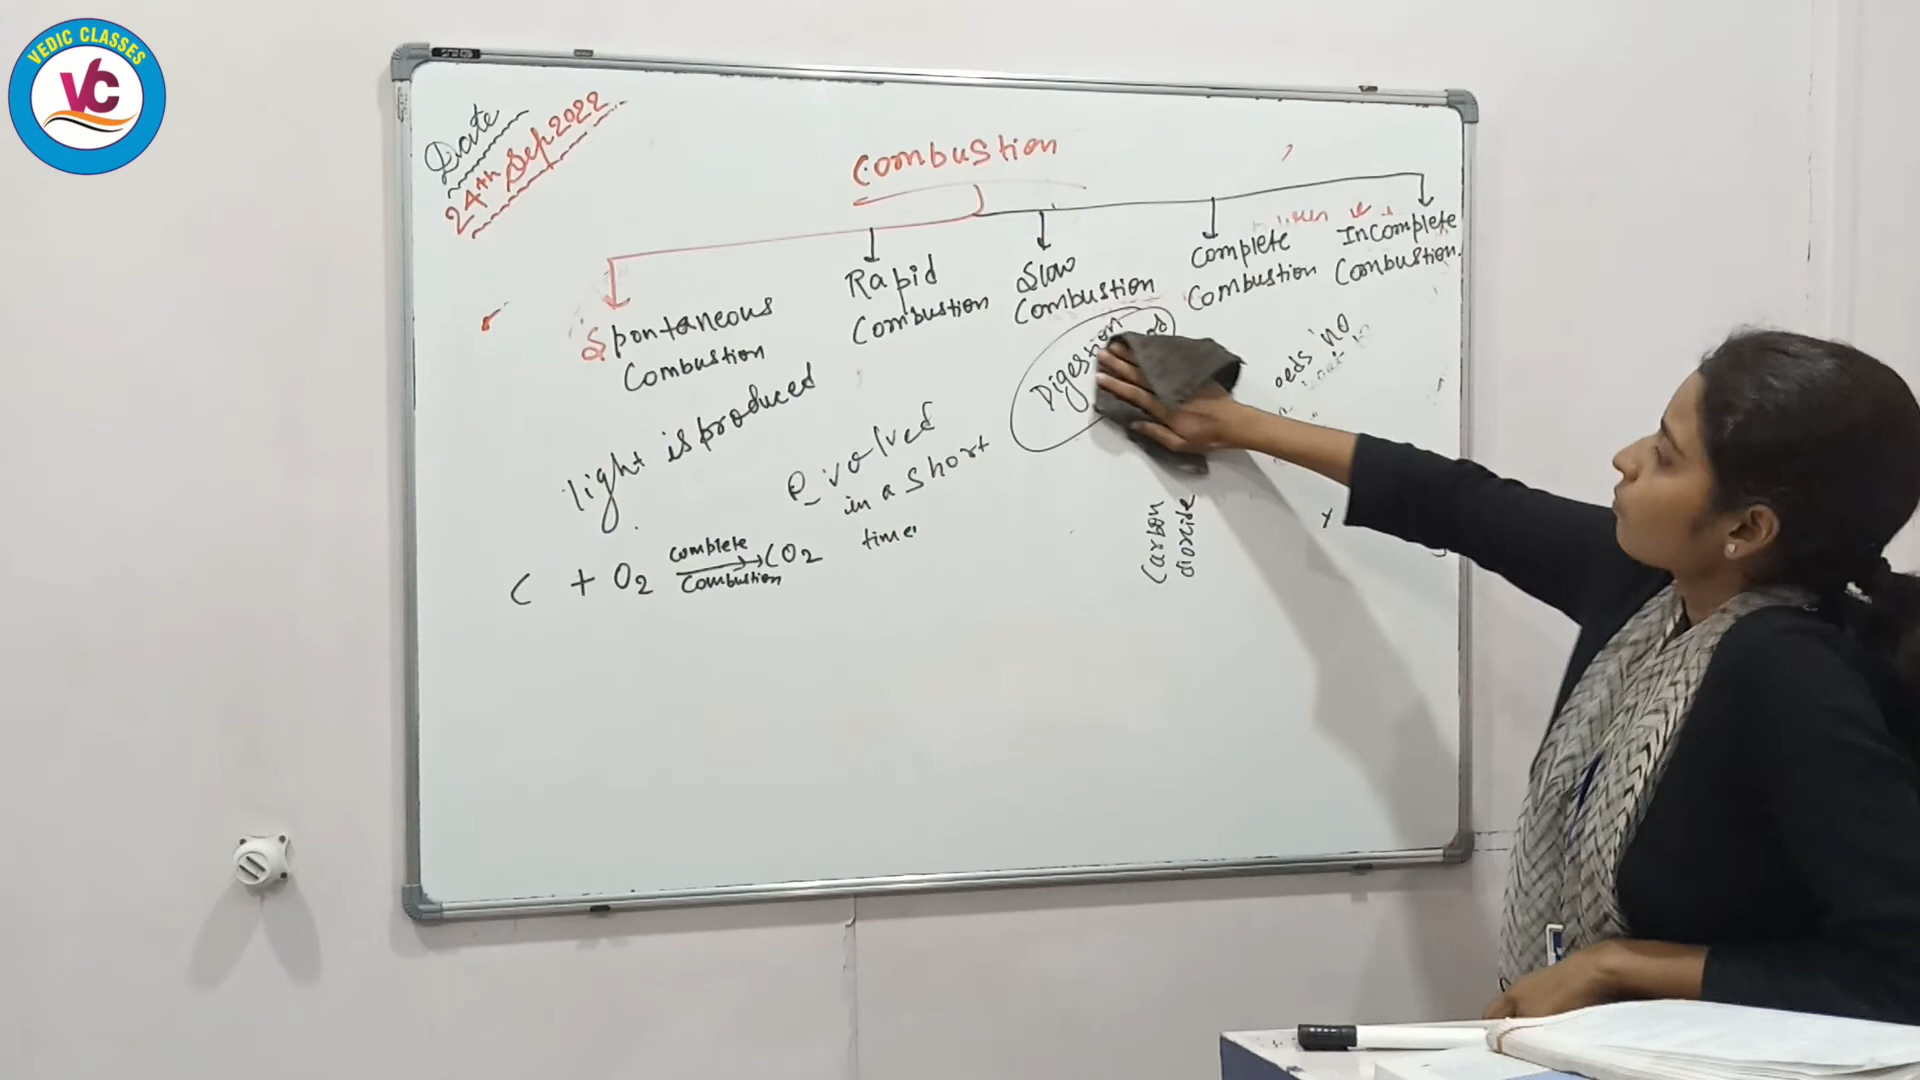 VEDIC CLASSES
VC
Date
24th Sep 2022
Combustion
Spontaneous
Combustion
Rapid
Combustion
Slow
Combustion
Complete
Combustion
Incomplete
Combustion.
light is produced
evolved
in a short
time
Digestion
no
C + O2 complete combustion → CO2
Carbon
dioxide